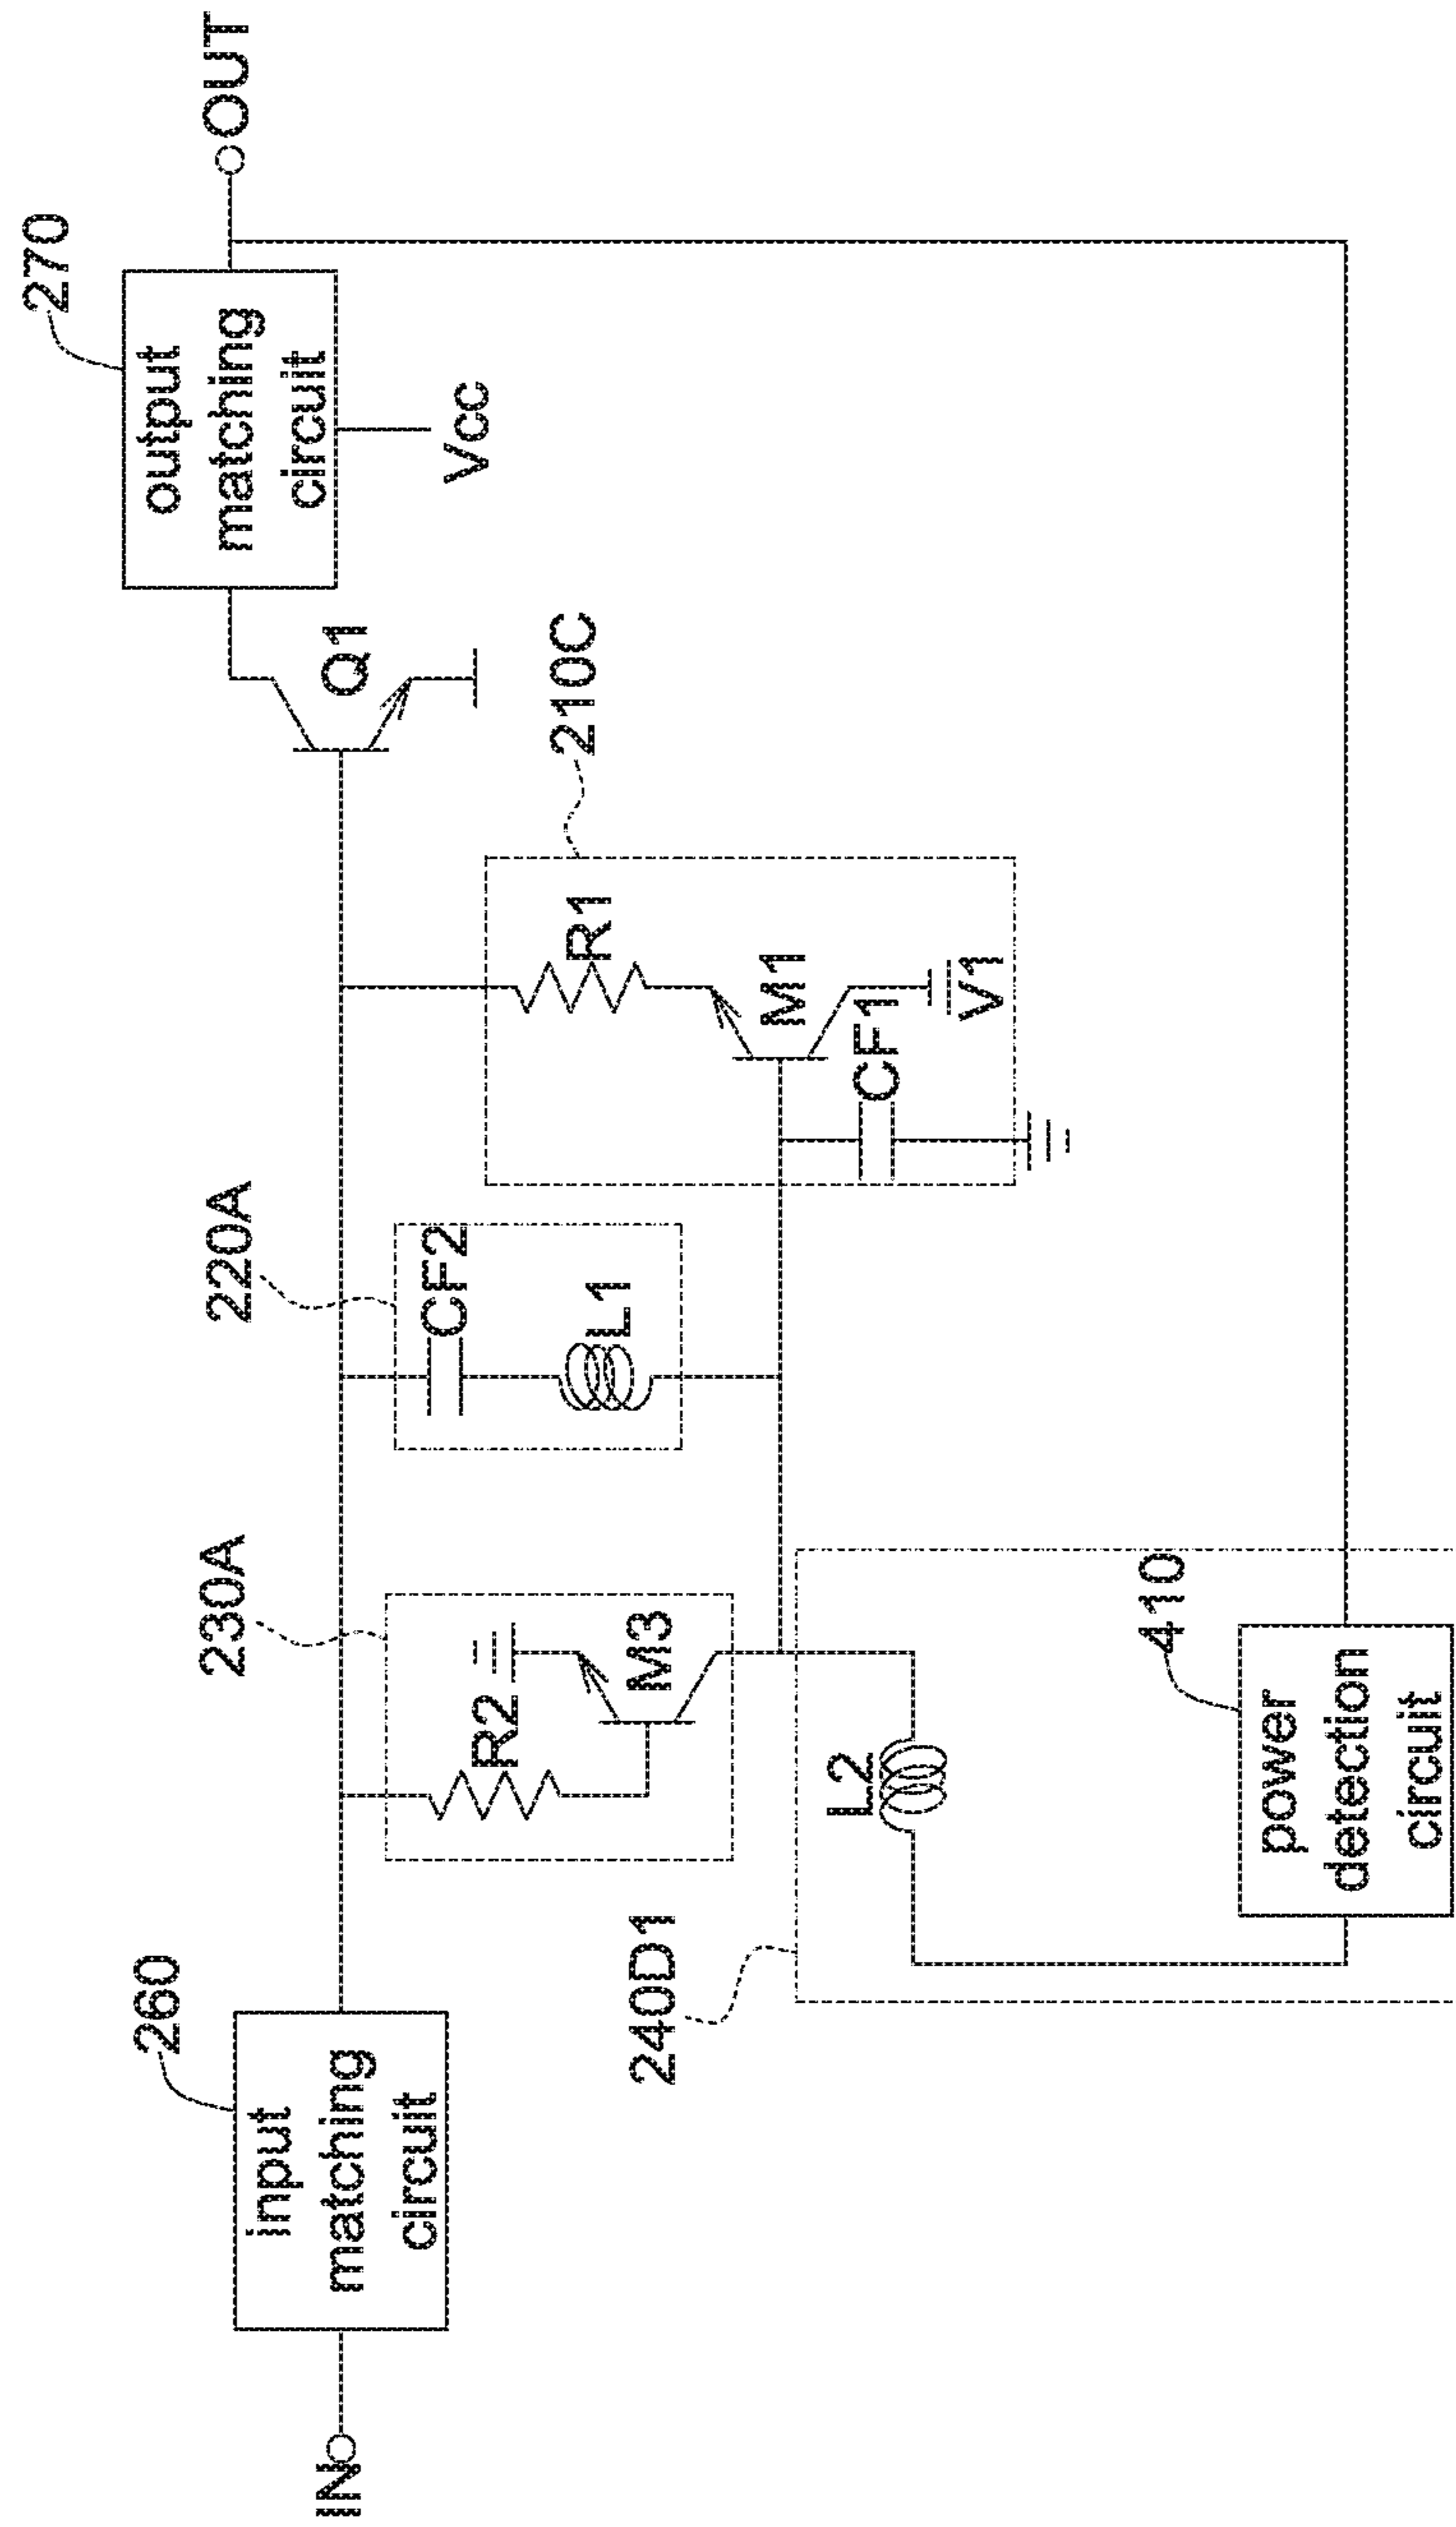 270
output
matching
circuit
OUT
Vcc
Q1
210C
R1
M1
CF1
V1
220A
CF2
L1
230A
R2
M3
240D1
L2
410
power
detection
circuit
260
input
matching
circuit
IN